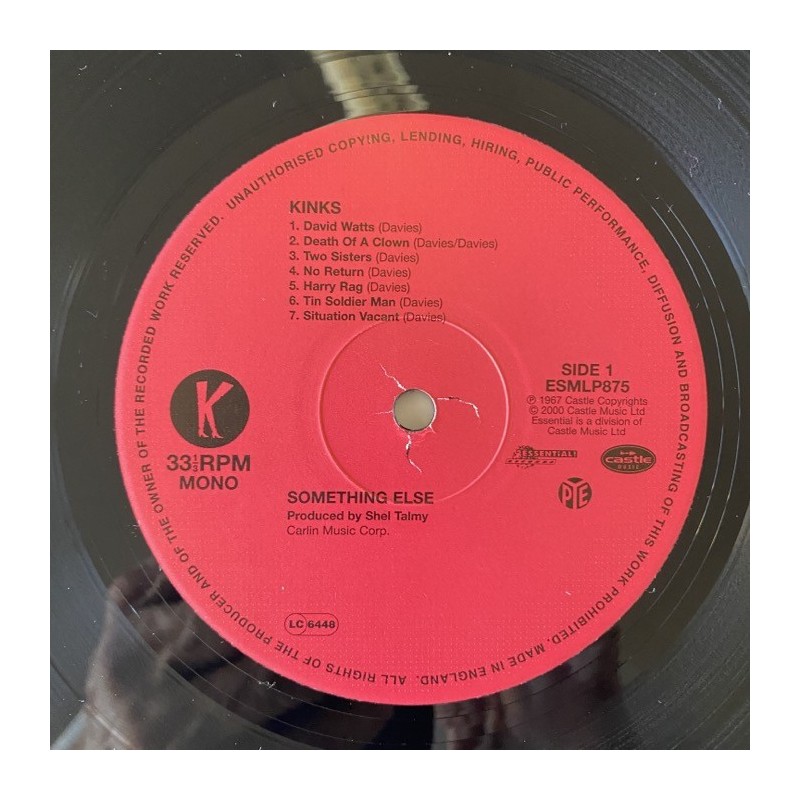 UNAUTHORISED COPYING, LENDING, HIRING, PUBLIC PERFORMANCE, DIFFUSION AND BROADCASTING OF THIS WORK PROHIBITED. MADE IN ENGLAND. ALL RIGHTS OF THE PRODUCER AND OF THE OWNER OF THE RECORDED WORK RESERVED.
KINKS
1. David Watts (Davies)
2. Death Of A Clown (Davies/Davies)
3. Two Sisters (Davies)
4. No Return (Davies)
5. Harry Rag (Davies)
6. Tin Soldier Man (Davies)
7. Situation Vacant (Davies)
SIDE 1
ESMLP875
℗ 1967 Castle Copyrights
© 2000 Castle Music Ltd
Essential is a division of
Castle Music Ltd
K
33⅓RPM
MONO
ESSENTIAL!
castle
MUSIC
PYE
SOMETHING ELSE
Produced by Shel Talmy
Carlin Music Corp.
LC 6448